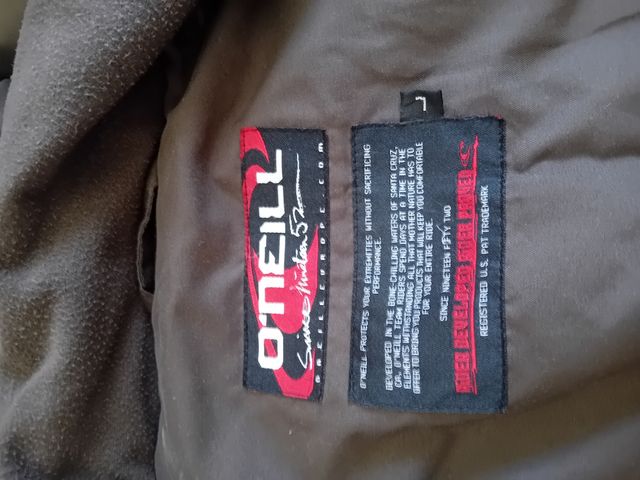 O'NEILL
Since Nineteen 52
ONEILLEUROPE.COM
L
O'NEILL PROTECTS YOUR EXTREMITIES WITHOUT SACRIFICING
PERFORMANCE.
DEVELOPED IN THE BONE-CHILLING WATERS OF SANTA CRUZ,
CA. O'NEILL TEAM RIDERS SPEND DAYS AT A TIME IN THE
ELEMENTS WITHSTANDING ALL THAT MOTHER NATURE HAS TO
OFFER TO BRING YOU PRODUCTS THAT WILL KEEP YOU COMFORTABLE
FOR YOUR ENTIRE RIDE.
SINCE NINETEEN FIFTY TWO
RIDER DEVELOPED RIDER PROVED
REGISTERED U.S. PAT TRADEMARK